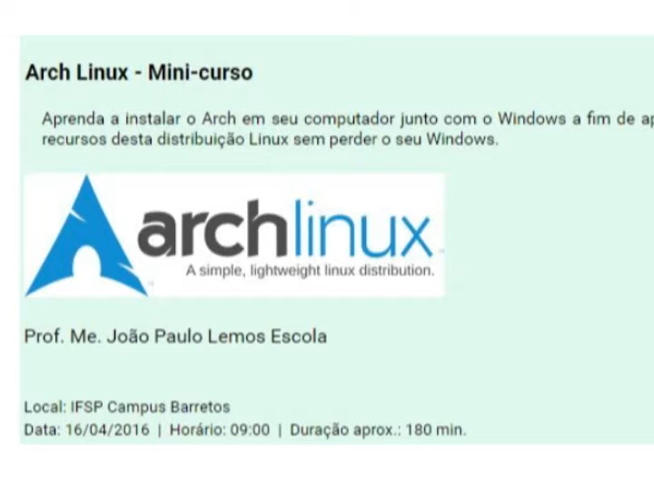 Arch Linux - Mini-curso
Aprenda a instalar o Arch em seu computador junto com o Windows a fim de
recursos desta distribuição Linux sem perder o seu Windows.
archlinux
A simple, lightweight linux distribution.
Prof. Me. João Paulo Lemos Escola
Local: IFSP Campus Barretos
Data: 16/04/2016 | Horário: 09:00 | Duração aprox.: 180 min.